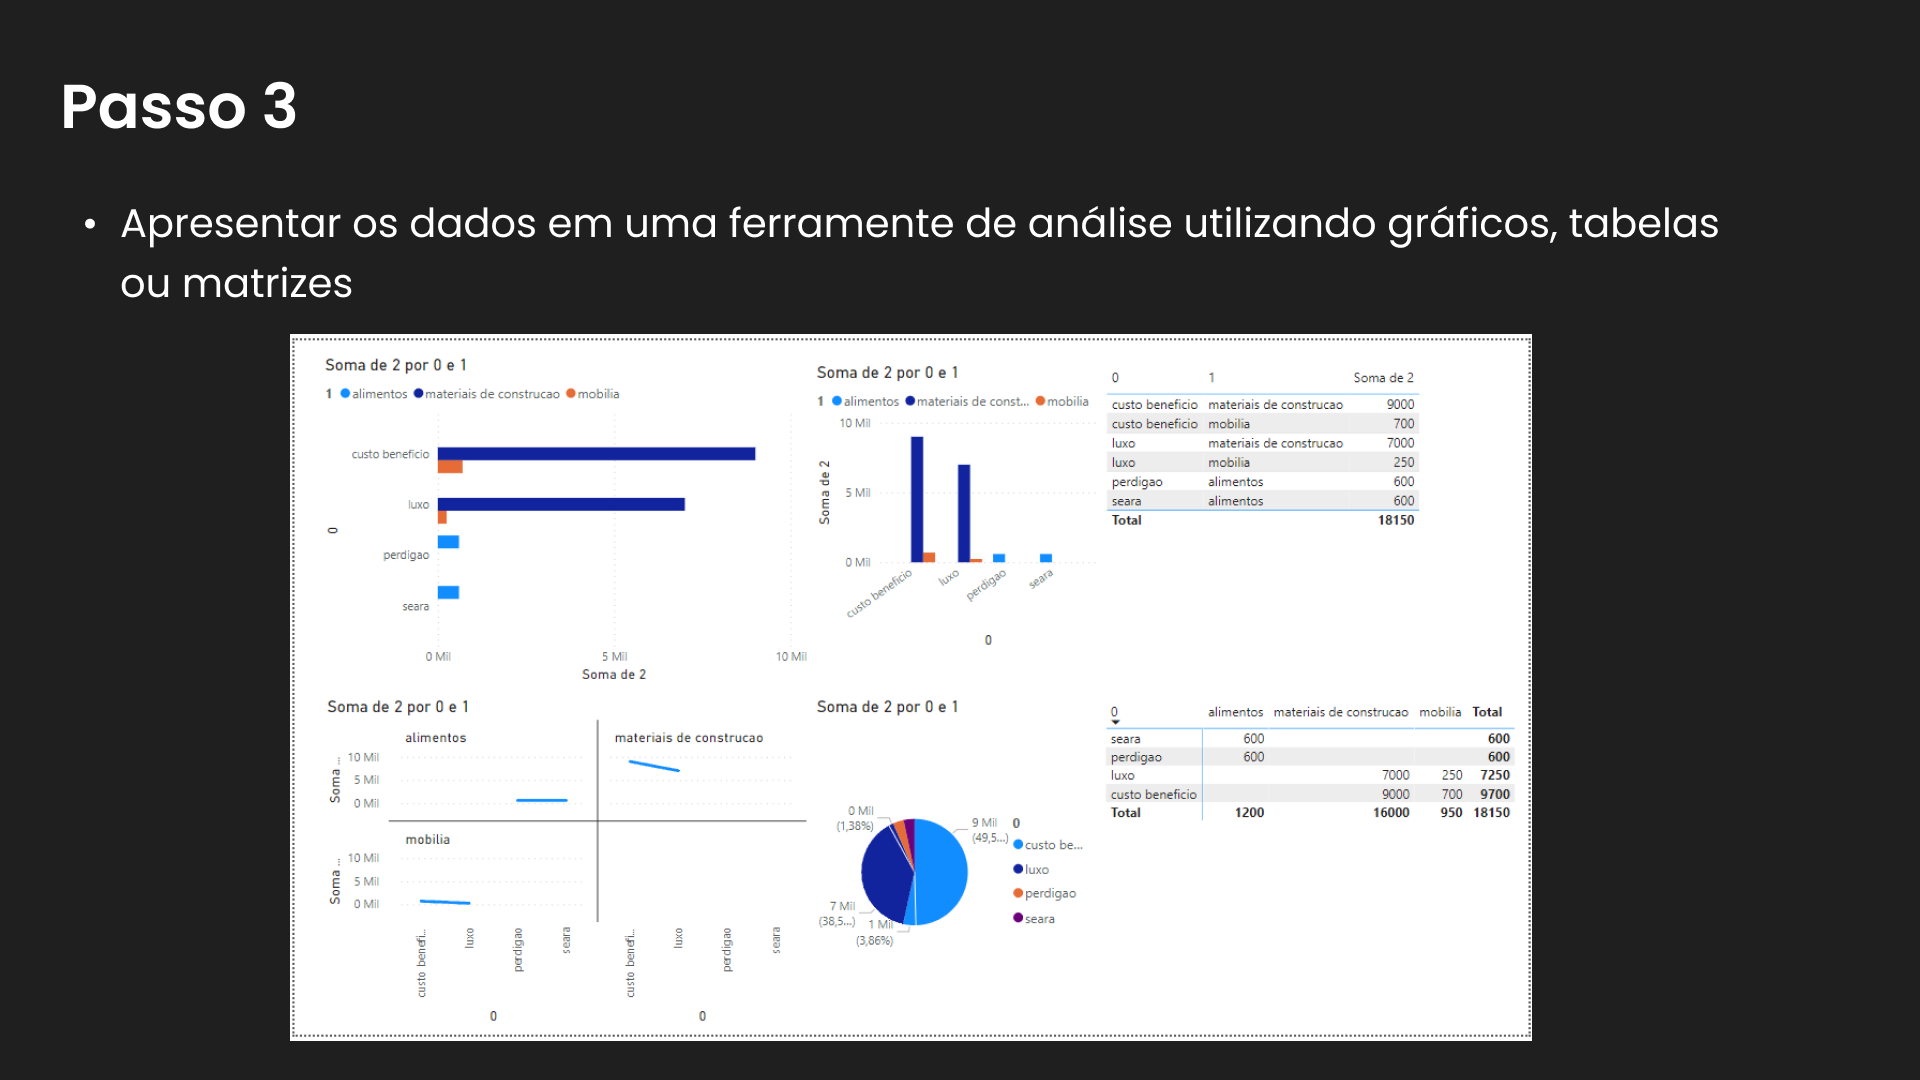 Passo 3
• Apresentar os dados em uma ferramente de análise utilizando gráficos, tabelas
ou matrizes
Soma de 2 por 0 e 1
1 alimentos materiais de construcao mobilia
custo beneficio
luxo
perdigao
seara
0
0 Mil 5 Mil 10 Mil
Soma de 2
Soma de 2 por 0 e 1
1 alimentos materiais de const... mobilia
10 Mil
5 Mil
0 Mil
Soma de 2
custo beneficio luxo perdigao seara
0
0 1 Soma de 2
custo beneficio materiais de construcao 9000
custo beneficio mobilia 700
luxo materiais de construcao 7000
luxo mobilia 250
perdigao alimentos 600
seara alimentos 600
Total 18150
Soma de 2 por 0 e 1
alimentos materiais de construcao
Soma ...
10 Mil
5 Mil
0 Mil
mobilia
Soma ...
10 Mil
5 Mil
0 Mil
custo benefi... luxo perdigao seara custo benefi... luxo perdigao seara
0 0
Soma de 2 por 0 e 1
0 Mil
(1,38%)
9 Mil
(49,5...)
7 Mil
(38,5...)
1 Mil
(3,86%)
0
custo be...
luxo
perdigao
seara
0 alimentos materiais de construcao mobilia Total
seara 600 600
perdigao 600 600
luxo 7000 250 7250
custo beneficio 9000 700 9700
Total 1200 16000 950 18150